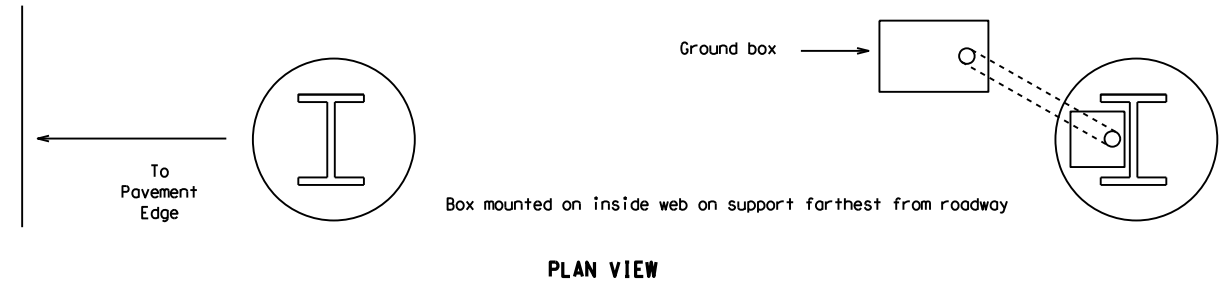 Ground box
To
Pavement
Edge
Box mounted on inside web on support farthest from roadway
PLAN VIEW